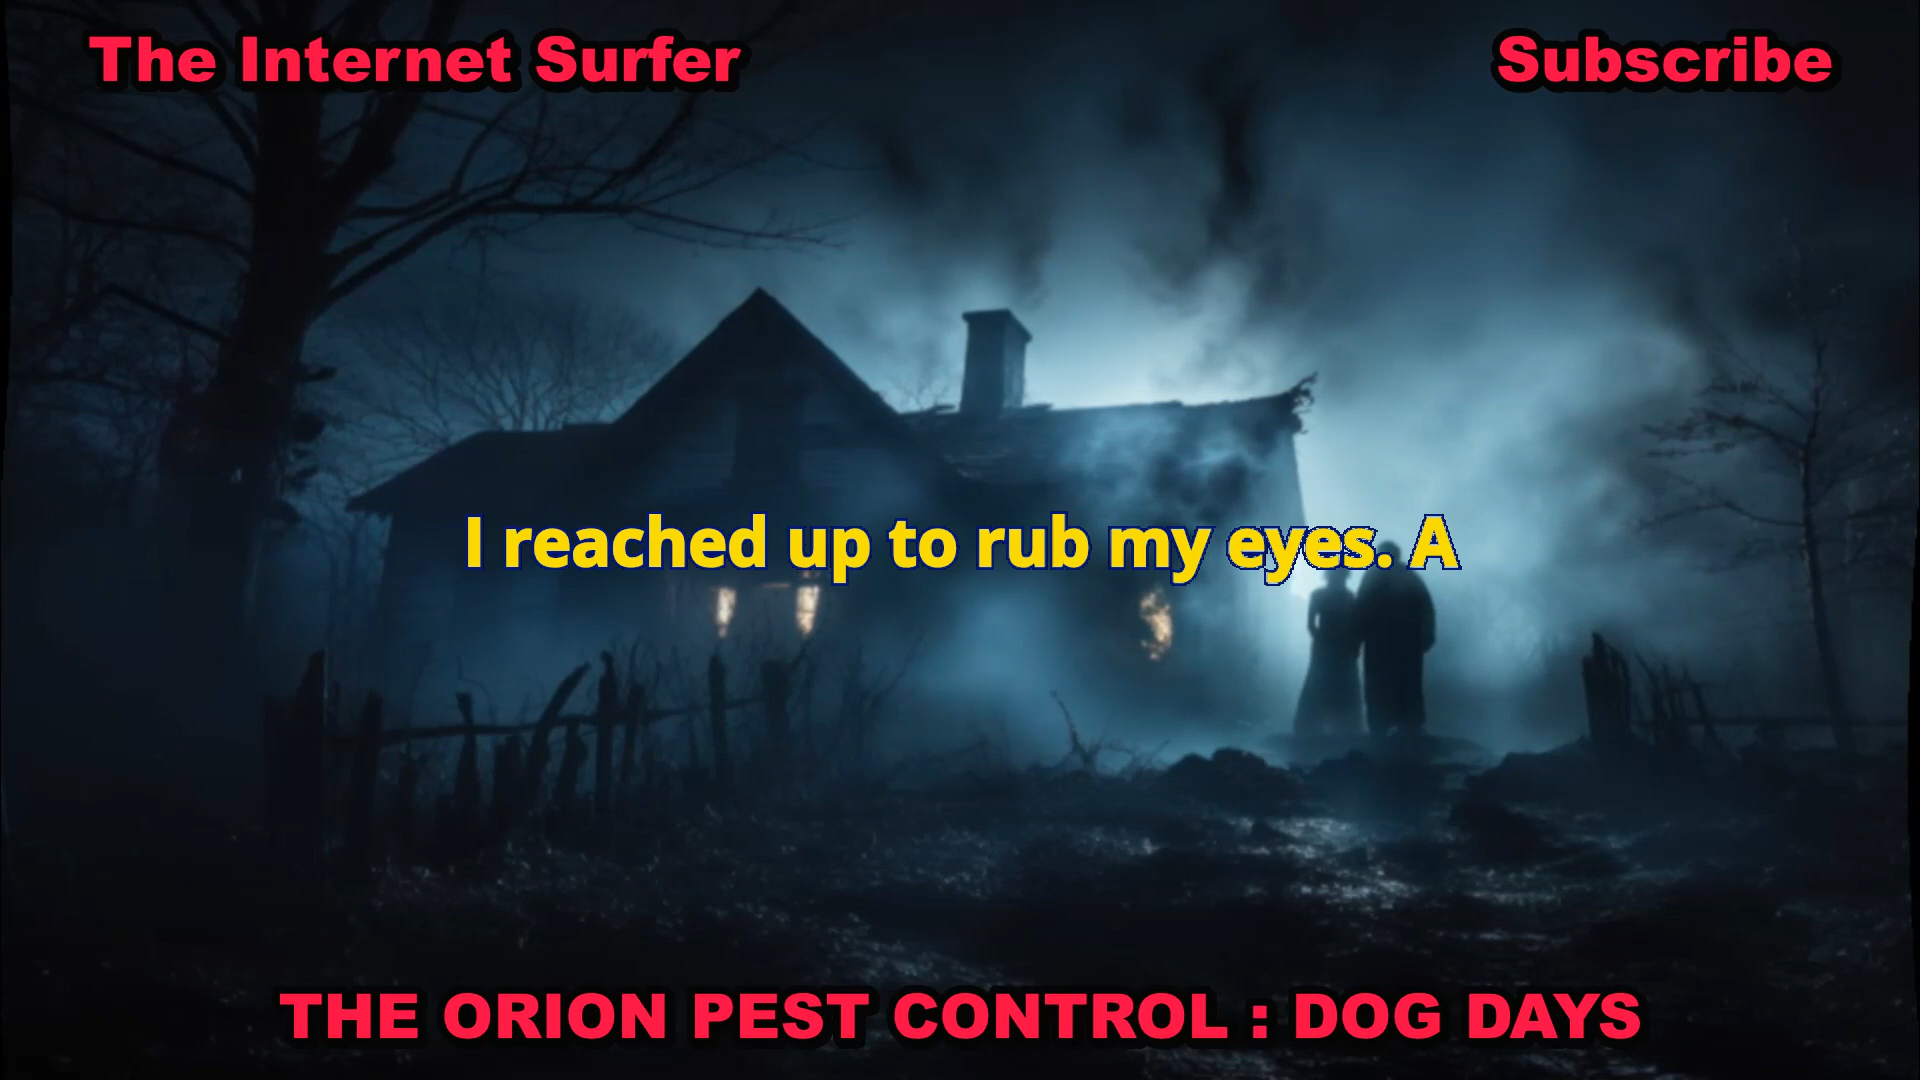 The Internet Surfer
Subscribe
I reached up to rub my eyes. A
THE ORION PEST CONTROL : DOG DAYS